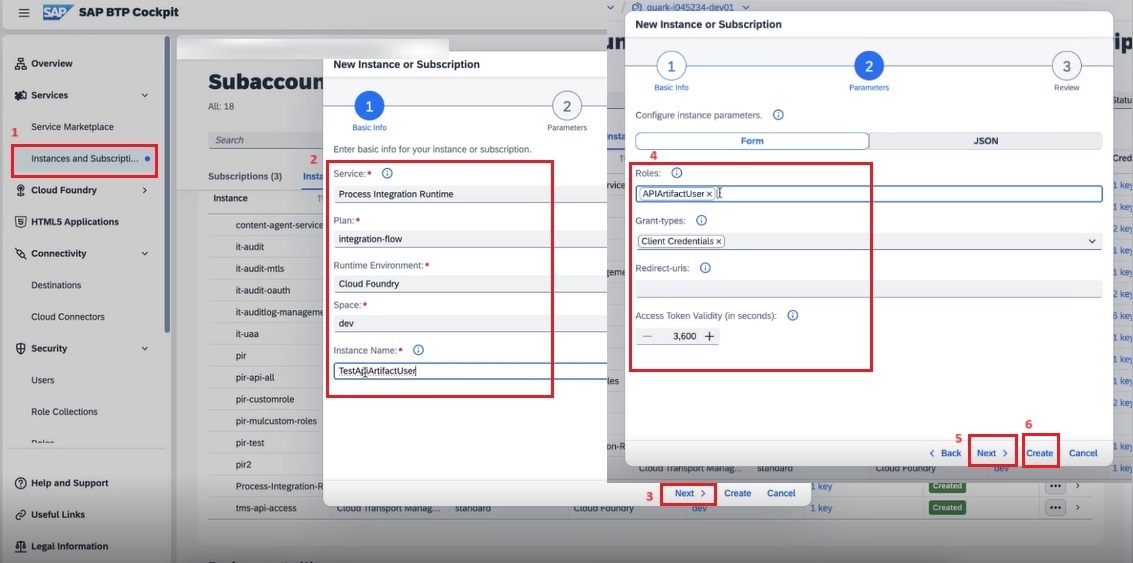 SAP BTP Cockpit
Overview
Services
Service Marketplace
1
Instances and Subscripti...
Cloud Foundry
HTML5 Applications
Connectivity
Destinations
Cloud Connectors
Security
Users
Role Collections
Help and Support
Useful Links
Legal Information
Subaccoun
All: 18
Search
Subscriptions (3)
2
Insta
Instance
content-agent-service
it-audit
it-audit-mtls
it-audit-oauth
it-auditlog-manageme
it-uaa
pir
pir-api-all
pir-customrole
pir-mulcustom-roles
pir-test
pir2
Process-Integration-R
tms-api-access
Cloud Transport Manag...
standard
Cloud Foundry
dev
1 key
Created
1 key
Created
New Instance or Subscription
1
2
Basic Info
Parameters
Enter basic info for your instance or subscription.
Service:*
Process Integration Runtime
Plan:*
integration-flow
Runtime Environment:*
Cloud Foundry
Space:*
dev
Instance Name:*
TestApiArtifactUser
3
Next
Create
Cancel
quark-i045234-dev01
New Instance or Subscription
1
2
3
Basic Info
Parameters
Review
Configure instance parameters.
Form
JSON
4
Roles:
APIArtifactUser ×
Grant-types:
Client Credentials ×
Redirect-uris:
Access Token Validity (in seconds):
3,600
5
6
Back
Next
Create
Cancel
Cloud Transport Manag...
standard
Cloud Foundry
dev